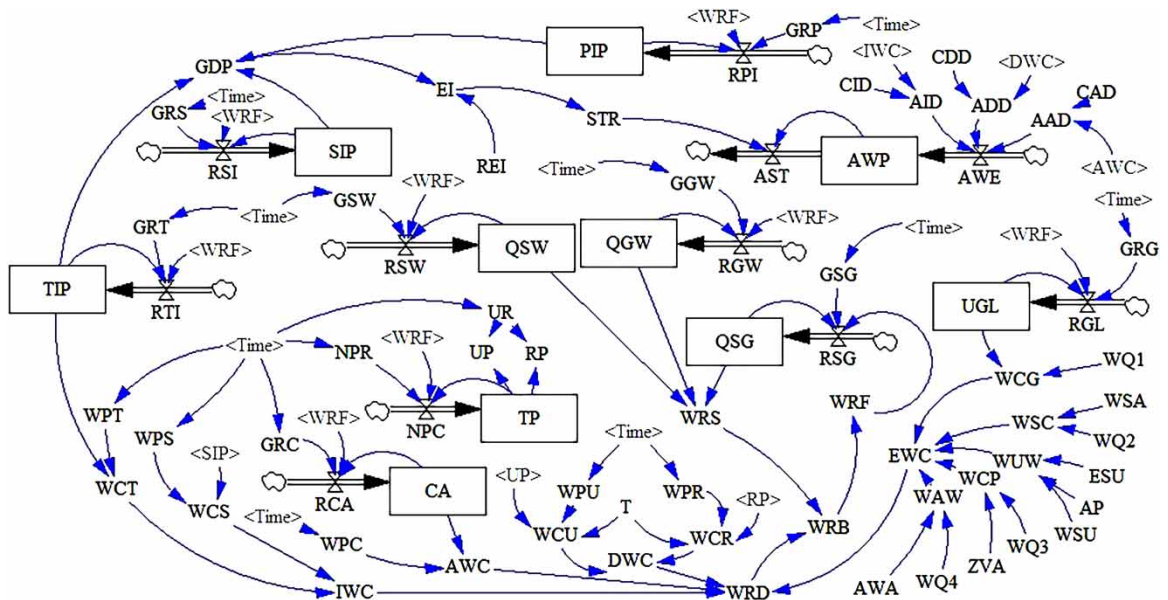 <WRF>
GRP
<Time>
PIP
RPI
GDP
EI
<IWC>
CDD
<DWC>
CID
AID
ADD
CAD
AAD
<Time>
GRS
<WRF>
STR
SIP
RSI
REI
AST
AWP
AWE
<AWC>
<Time>
GGW
<WRF>
GSW
<Time>
GRT
<WRF>
<Time>
<Time>
<WRF>
GRG
QSW
RSW
QGW
RGW
<WRF>
GSG
TIP
RTI
UGL
RGL
UR
<WRF>
<Time>
NPR
UP
RP
QSG
RSG
WCG
WQ1
WPT
WRF
NPC
TP
WRS
WSA
WSC
WQ2
WPS
GRC
<WRF>
<Time>
EWC
WUW
ESU
<SIP>
WCP
WCT
RCA
CA
<UP>
WPU
WPR
<RP>
WAW
AP
WCS
<Time>
T
WRB
WSU
WPC
WCU
WCR
WQ3
AWC
DWC
ZVA
IWC
WRD
AWA
WQ4